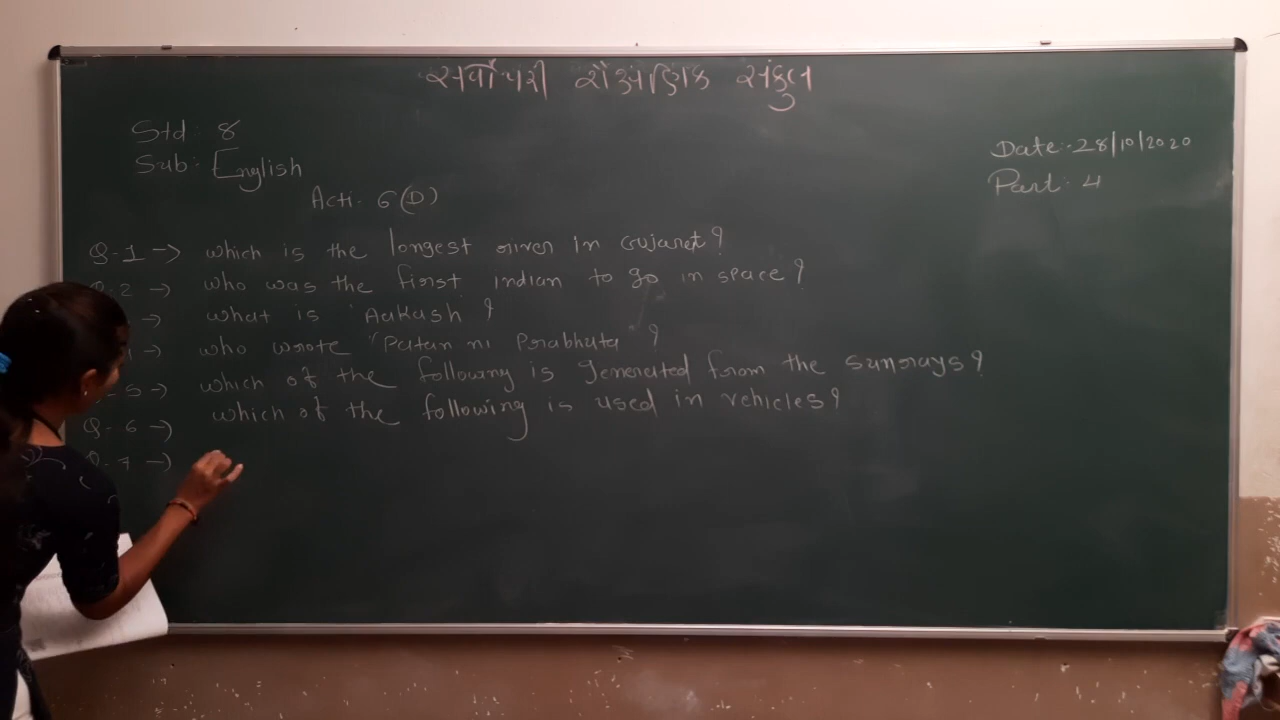 સર્વોપરી શૈક્ષણિક સંકુલ
Std: 8
Sub: English
Date:-28/10/2020
Part: 4
Acti- 6 (D)
Q-1 -> which is the longest river in Gujarat?
2 -> who was the first indian to go in space?
-> what is 'Aakash ?
-> who wrote "Patan ni Prabhuta" ?
-5 -> which of the following is generated from the sunrays?
Q-6 -> which of the following is used in vehicles?
Q-7 ->